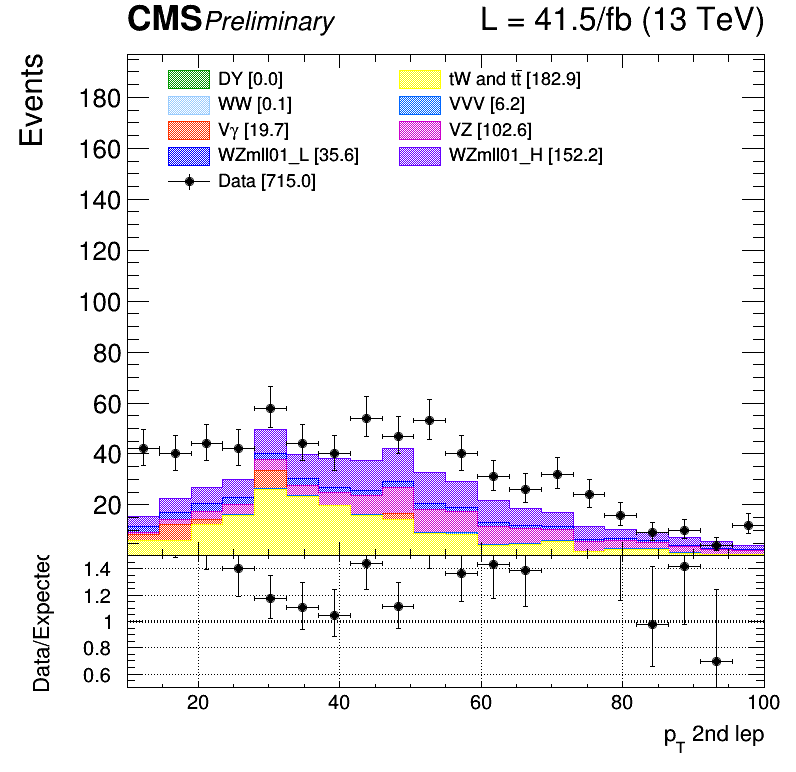 CMS Preliminary L = 41.5/fb (13 TeV)
Events
DY [0.0] tW and tt̄ [182.9]
WW [0.1] VVV [6.2]
Vγ [19.7] VZ [102.6]
WZmll01_L [35.6] WZmll01_H [152.2]
Data [715.0]
180
160
140
120
100
80
60
40
20
Data/Expected
1.4
1.2
1
0.8
0.6
20 40 60 80 100
p_T 2nd lep